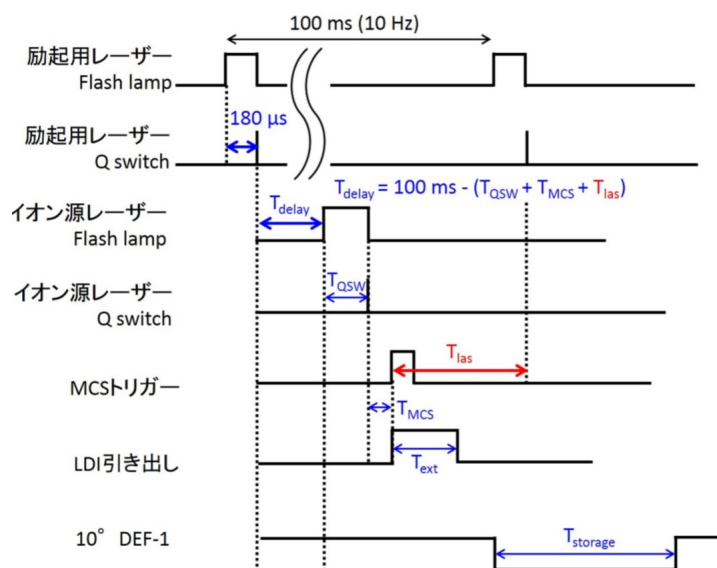 100 ms (10 Hz)
励起用レーザー
Flash lamp
180 μs
励起用レーザー
Q switch
T_delay = 100 ms - (T_QSW + T_MCS + T_las)
T_delay
イオン源レーザー
Flash lamp
T_QSW
イオン源レーザー
Q switch
T_las
MCSトリガー
T_MCS
LDI引き出し
T_ext
10° DEF-1
T_storage